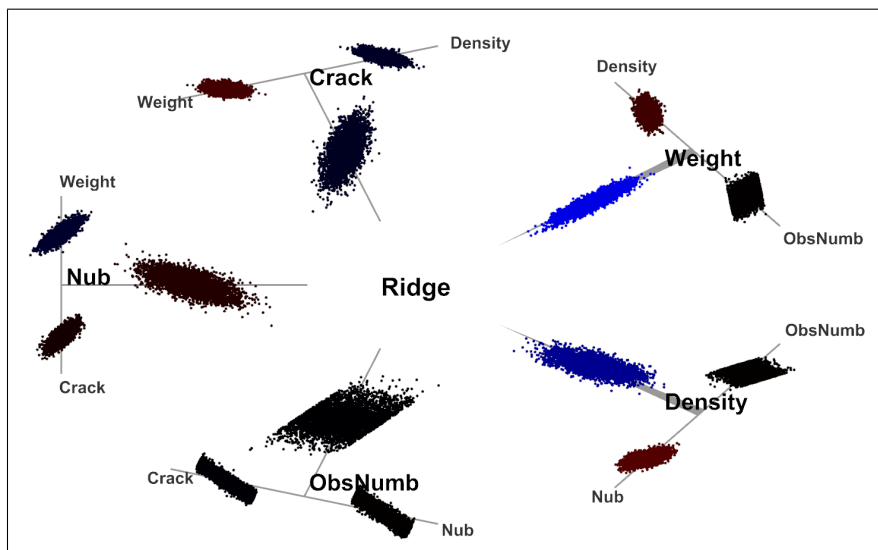 Density
Crack
Weight
Density
Weight
ObsNumb
Weight
Nub
Crack
Ridge
ObsNumb
Density
Nub
Crack
ObsNumb
Nub